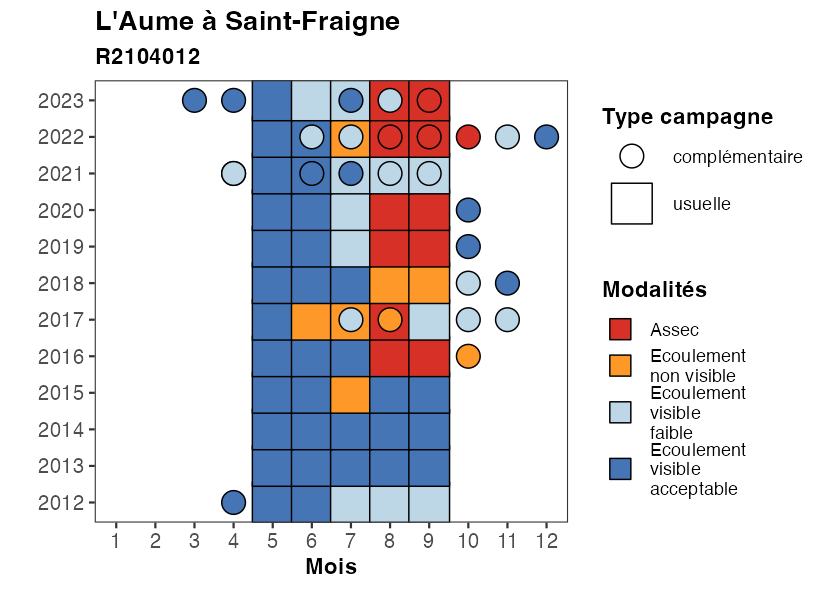 L'Aume à Saint-Fraigne
R2104012
2023
2022
2021
2020
2019
2018
2017
2016
2015
2014
2013
2012
1 2 3 4 5 6 7 8 9 10 11 12
Mois
Type campagne
complémentaire
usuelle
Modalités
Assec
Ecoulement
non visible
Ecoulement
visible
faible
Ecoulement
visible
acceptable